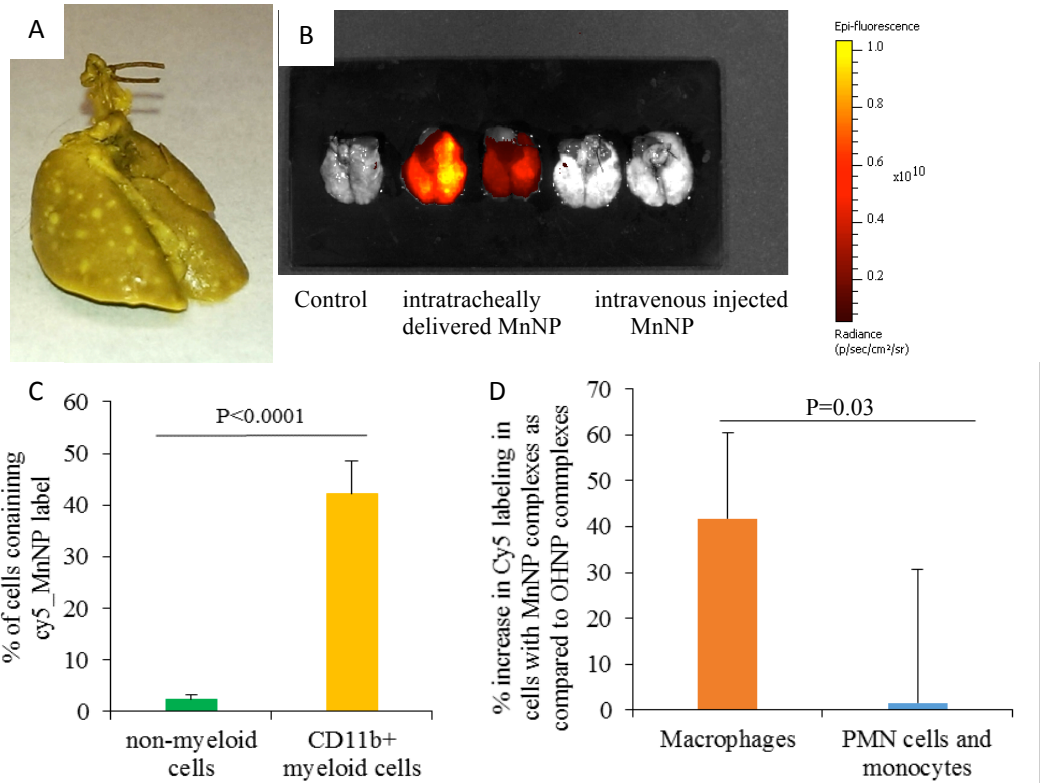 A
B
Epi-fluorescence
1.0
0.8
0.6
x10^10
0.4
0.2
Radiance
(p/sec/cm²/sr)
Control
intratracheally
delivered MnNP
intravenous injected
MnNP
C
P<0.0001
% of cells conaininng
cy5_MnNP label
60
50
40
30
20
10
0
non-myeloid
cells
CD11b+
myeloid cells
D
P=0.03
% increase in Cy5 labeling in
cells with MnNP complexes as
compared to OHNP commplexes
70
60
50
40
30
20
10
0
Macrophages
PMN cells and
monocytes